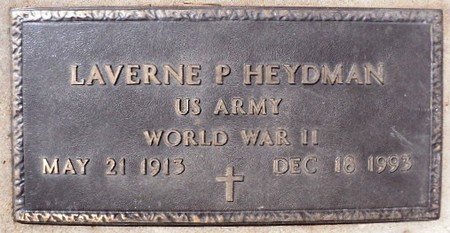 LAVERNE P HEYDMAN
US ARMY
WORLD WAR II
MAY 21 1913 DEC 18 1993